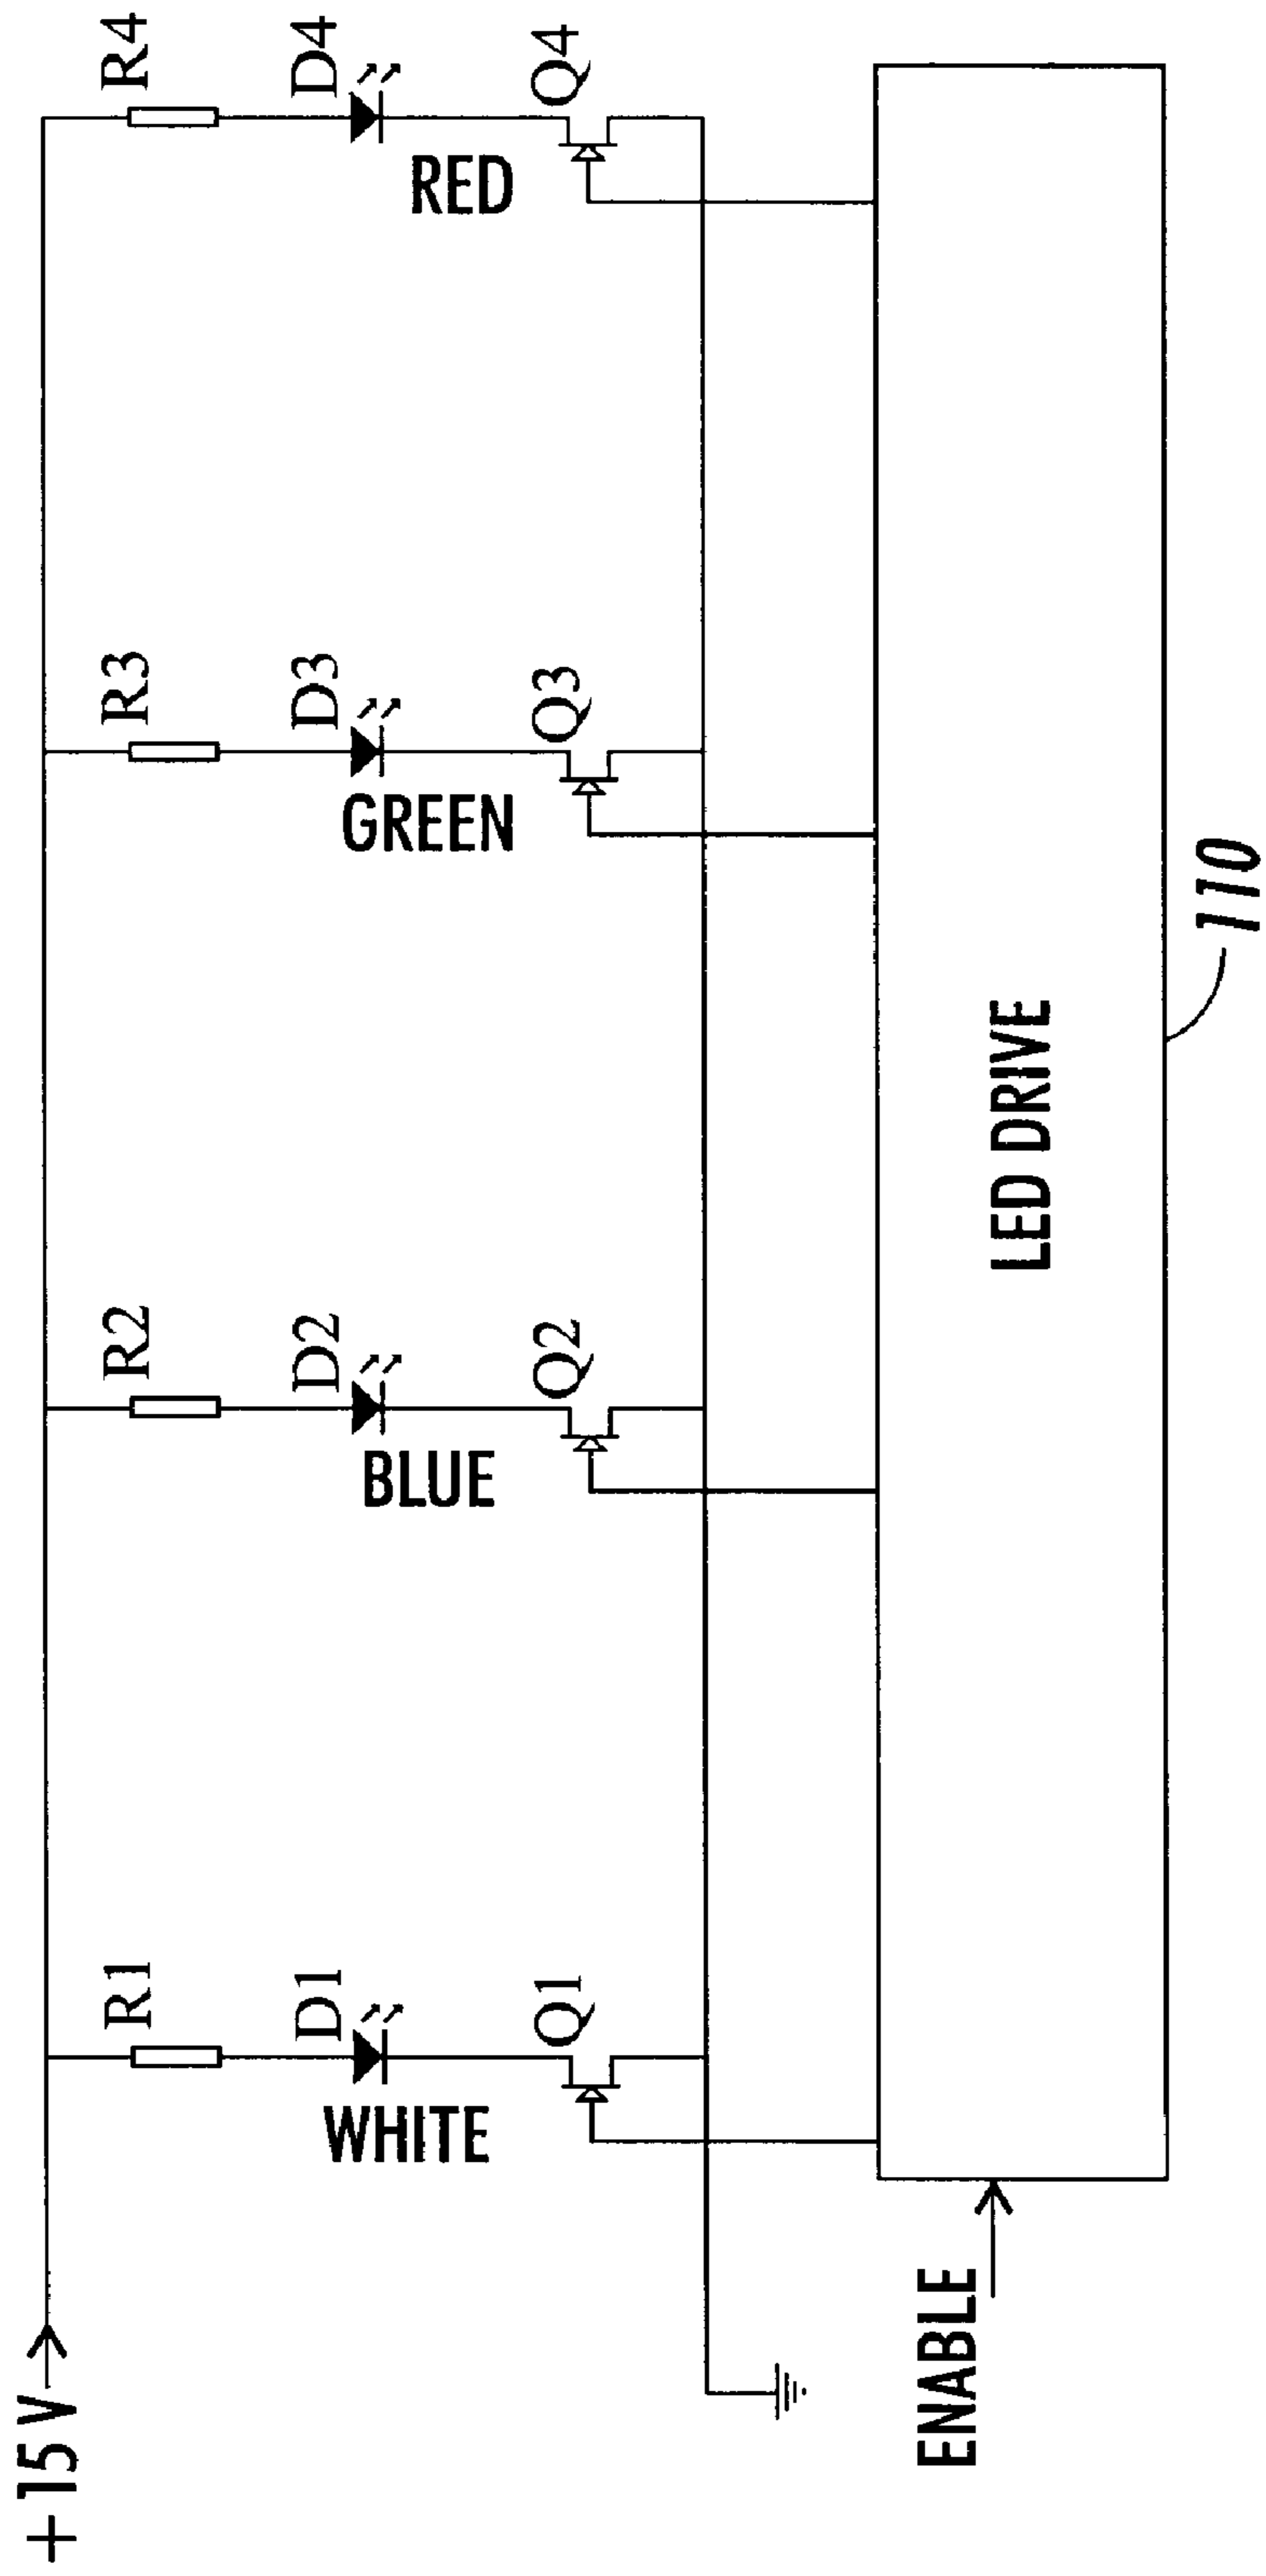 +15 V
R1
R2
R3
R4
D1
D2
D3
D4
WHITE
BLUE
GREEN
RED
Q1
Q2
Q3
Q4
ENABLE
LED DRIVE
110